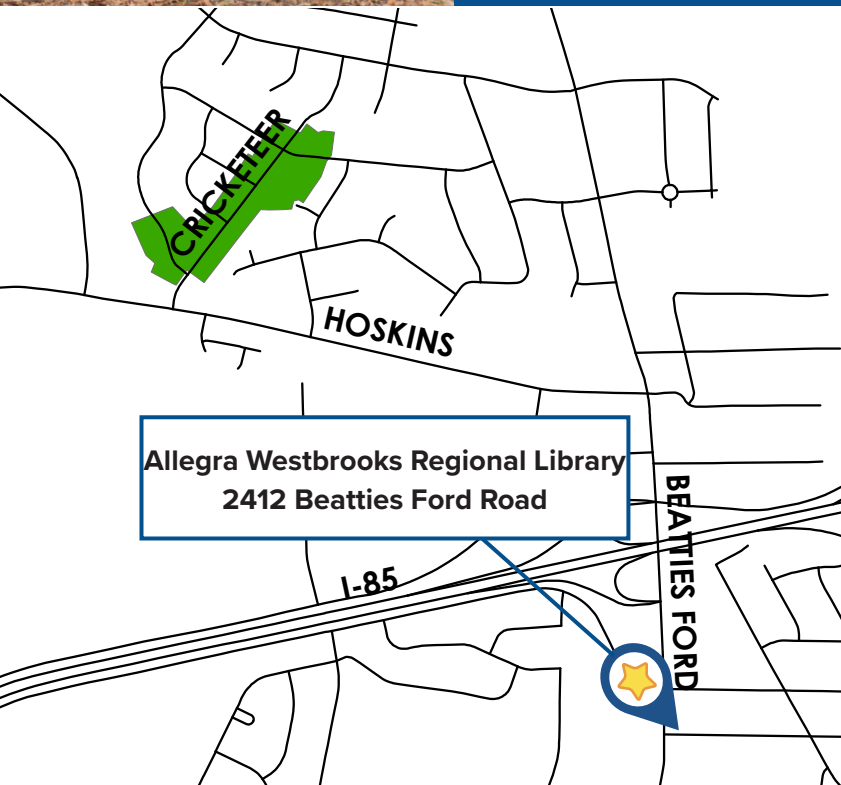 CRICKETEER
HOSKINS
Allegra Westbrooks Regional Library
2412 Beatties Ford Road
BEATTIES FORD
I-85